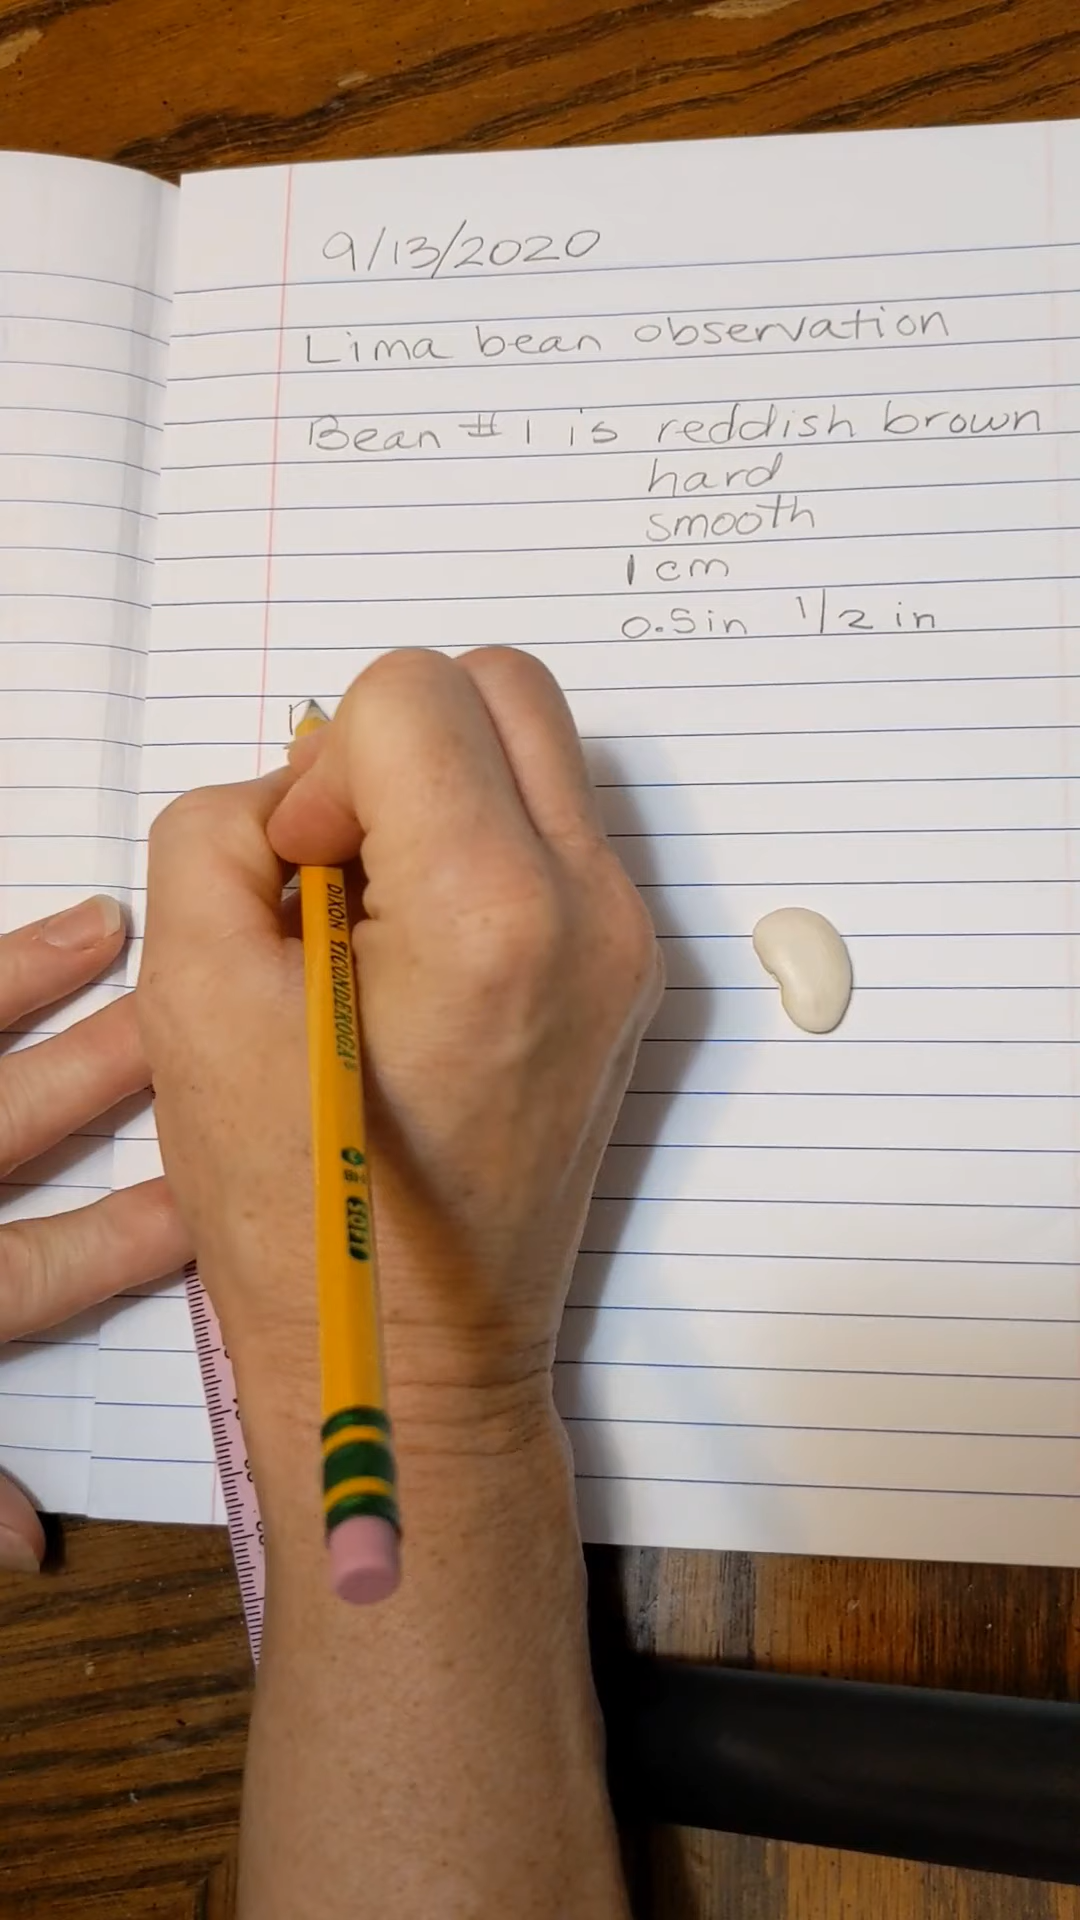 9/13/2020
Lima bean observation
Bean #1 is reddish brown
hard
smooth
1 cm
0.5in 1/2 in
DIXON TICONDEROGA